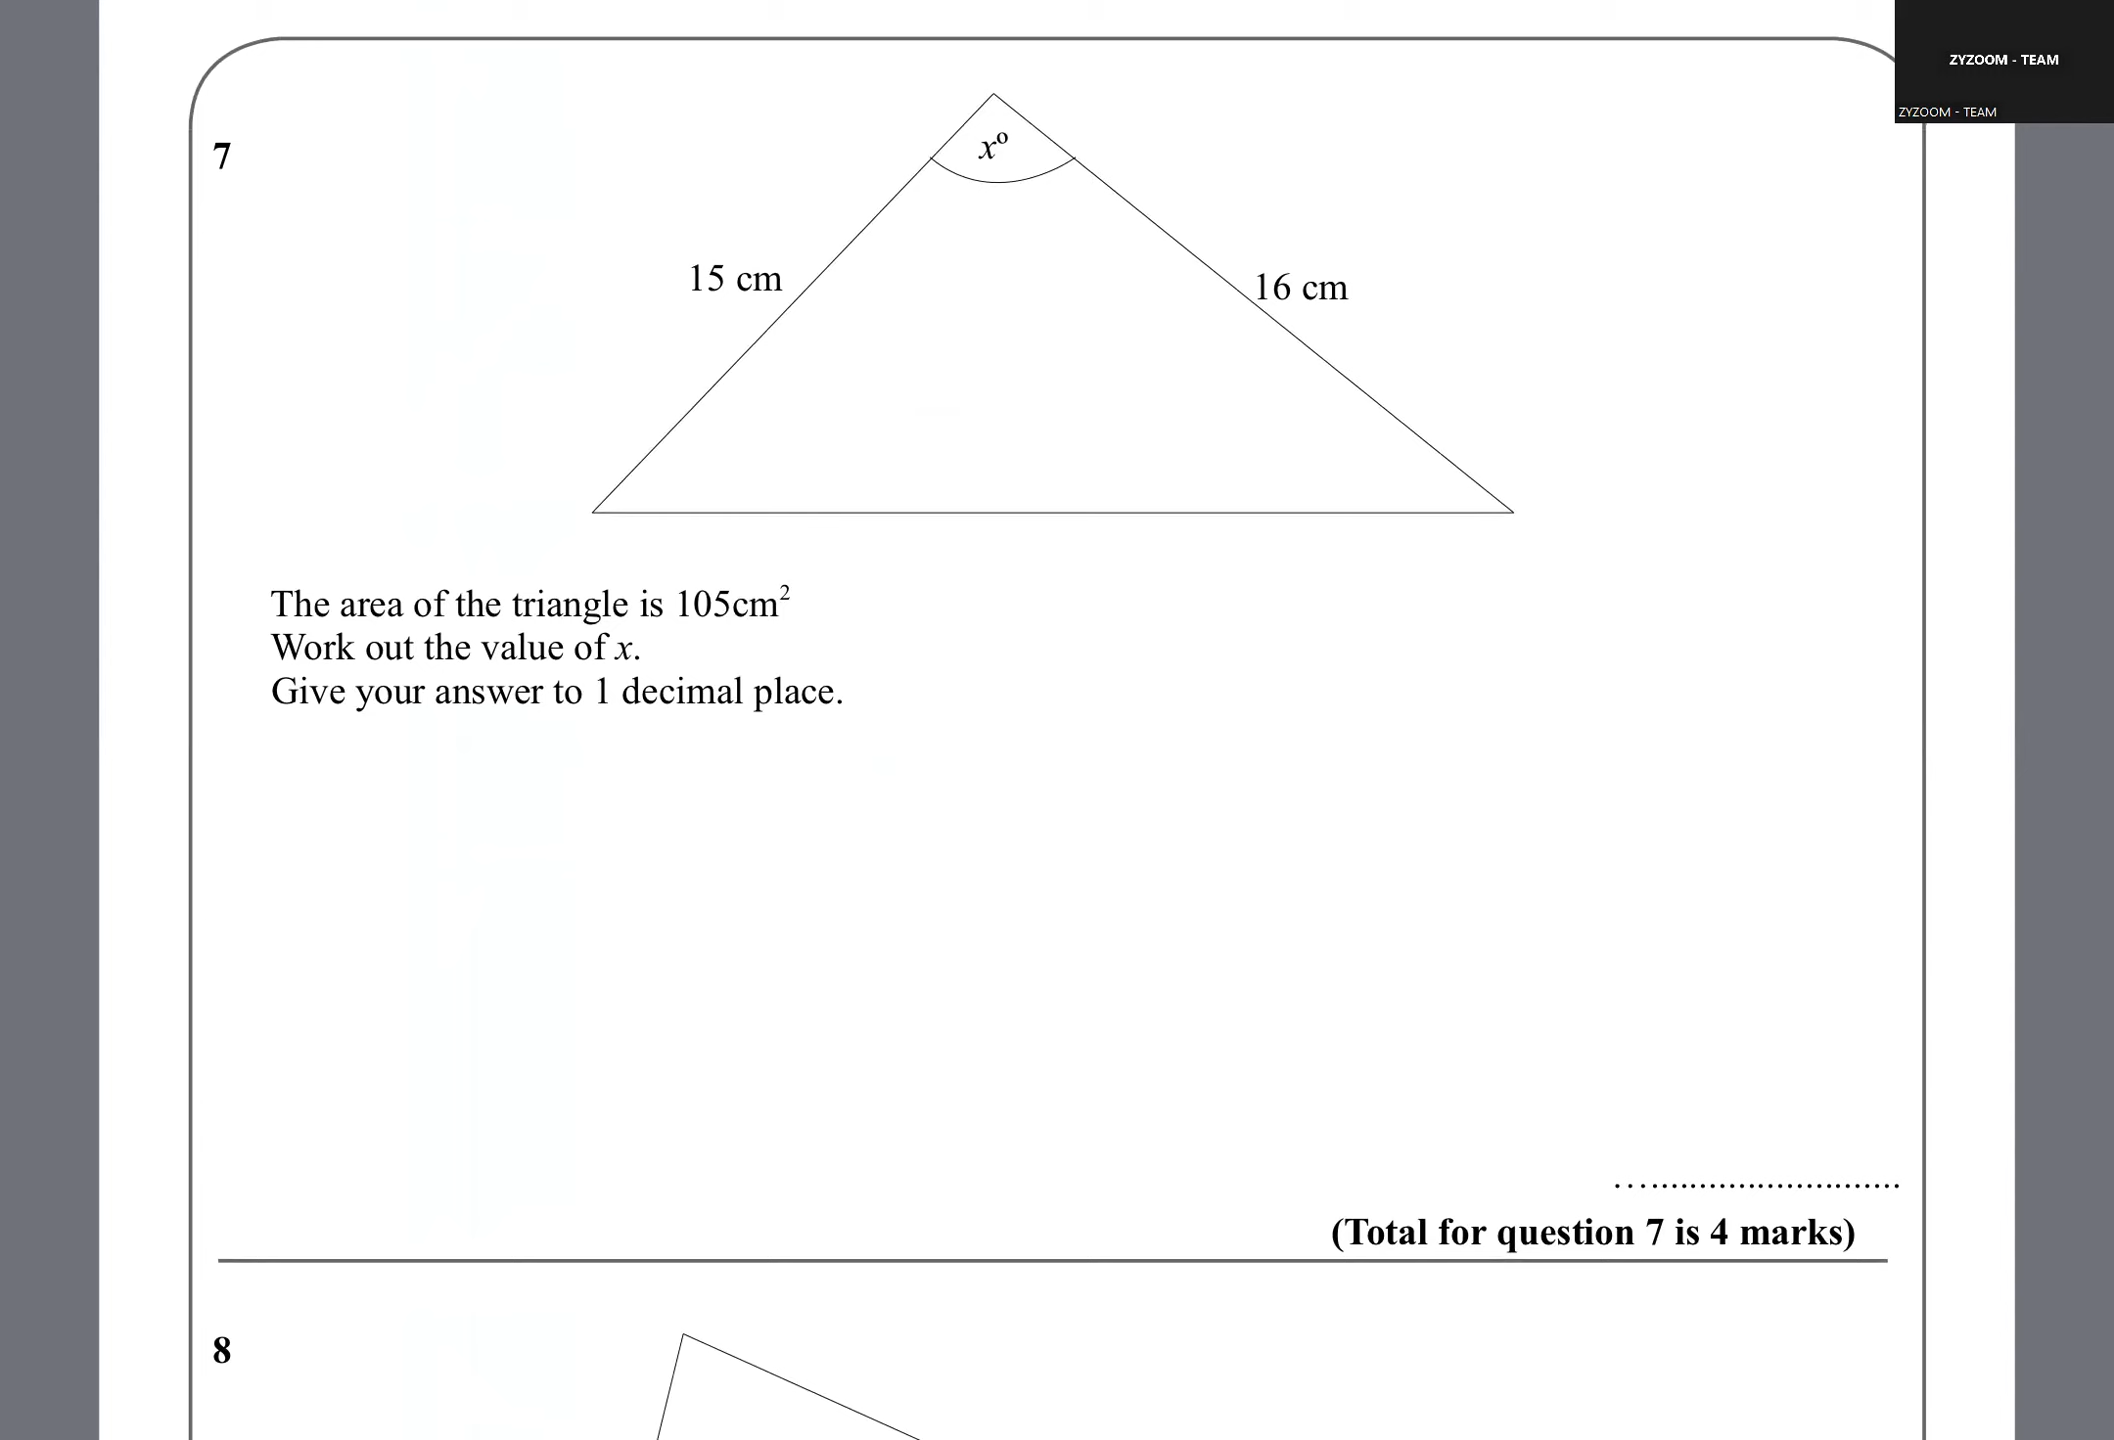 ZYZOOM - TEAM
ZYZOOM - TEAM
7
xº
15 cm
16 cm
The area of the triangle is 105cm²
Work out the value of x.
Give your answer to 1 decimal place.
..............................
(Total for question 7 is 4 marks)
8